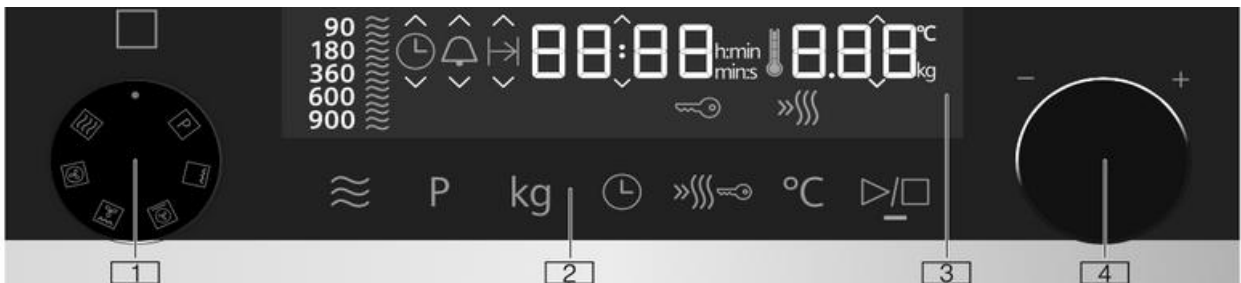 90
180
360
600
900
88:88 h:min
min:s
8.88 °C
kg
− +
P
P kg °C
1 2 3 4